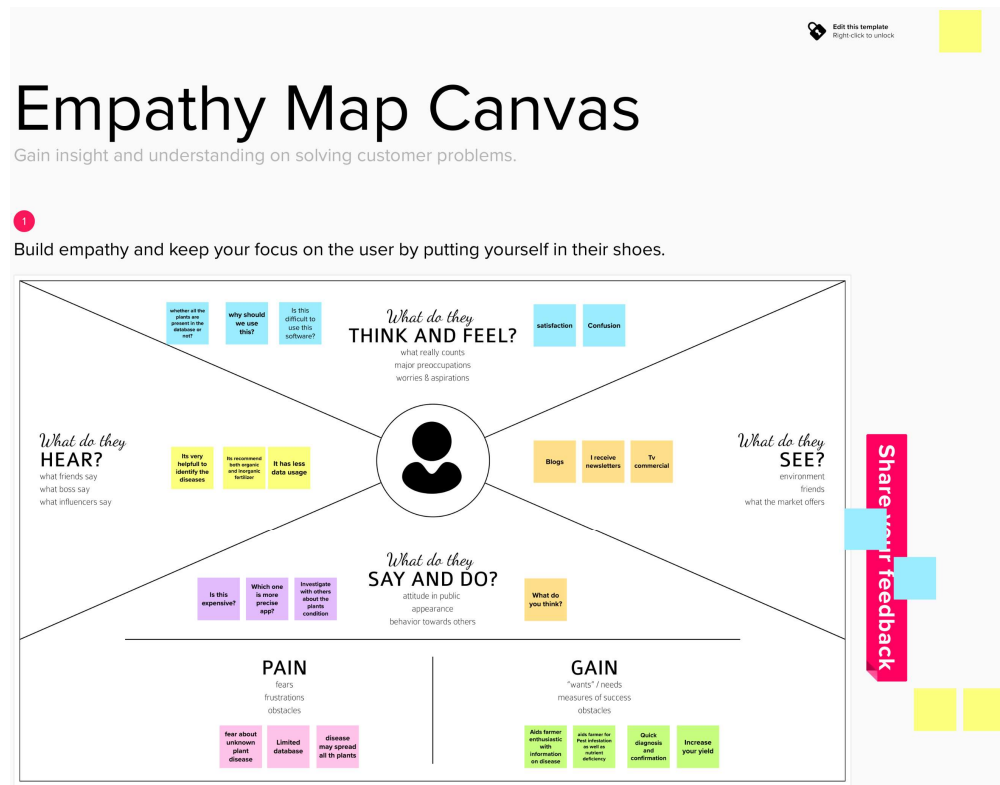 Edit this template
Right-click to unlock
Empathy Map Canvas
Gain insight and understanding on solving customer problems.
1
Build empathy and keep your focus on the user by putting yourself in their shoes.
whether all the
plants are
present in the
database or
not?
why should
we use
this?
Is this
difficult to
use this
software?
What do they
THINK AND FEEL?
what really counts
major preoccupations
worries & aspirations
satisfaction
Confusion
What do they
HEAR?
what friends say
what boss say
what influencers say
Its very
helpfull to
identify the
diseases
Its recommend
both organic
and inorganic
fertilizer
It has less
data usage
Blogs
I receive
newsletters
Tv
commercial
What do they
SEE?
environment
friends
what the market offers
Share your feedback
What do they
SAY AND DO?
attitude in public
appearance
behavior towards others
Is this
expensive?
Which one
is more
precise
app?
Investigate
with others
about the
plants
condition
What do
you think?
PAIN
fears
frustrations
obstacles
fear about
unknown
plant
disease
Limited
database
disease
may spread
all th plants
GAIN
"wants" / needs
measures of success
obstacles
Aids farmer
enthusiastic
with
information
on disease
aids farmer for
Pest infestation
as well as
nutrient
deficiency
Quick
diagnosis
and
confirmation
Increase
your yield